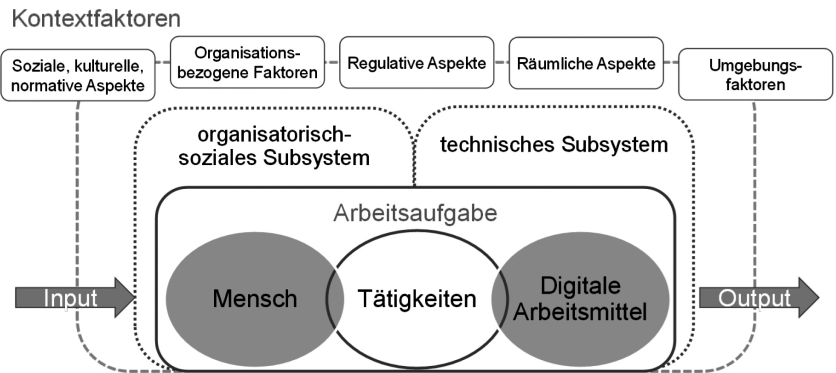 Kontextfaktoren
Soziale, kulturelle,
normative Aspekte
Organisations-
bezogene Faktoren
Regulative Aspekte
Räumliche Aspekte
Umgebungs-
faktoren
organisatorisch-
soziales Subsystem
technisches Subsystem
Arbeitsaufgabe
Input
Mensch
Tätigkeiten
Digitale
Arbeitsmittel
Output